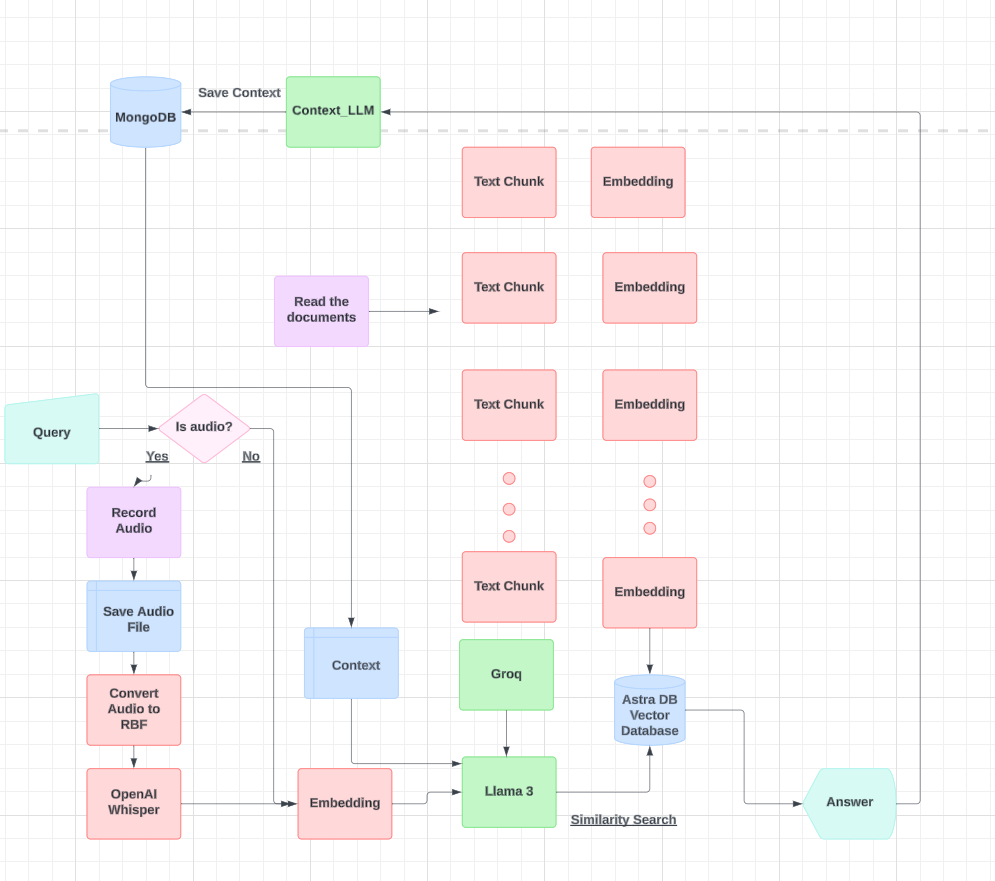 Save Context
Context_LLM
MongoDB
Text Chunk
Embedding
Text Chunk
Embedding
Read the
documents
Text Chunk
Embedding
Query
Is audio?
Yes
No
Record
Audio
Text Chunk
Embedding
Save Audio
File
Context
Groq
Convert
Audio to
RBF
Astra DB
Vector
Database
OpenAI
Whisper
Embedding
Llama 3
Answer
Similarity Search